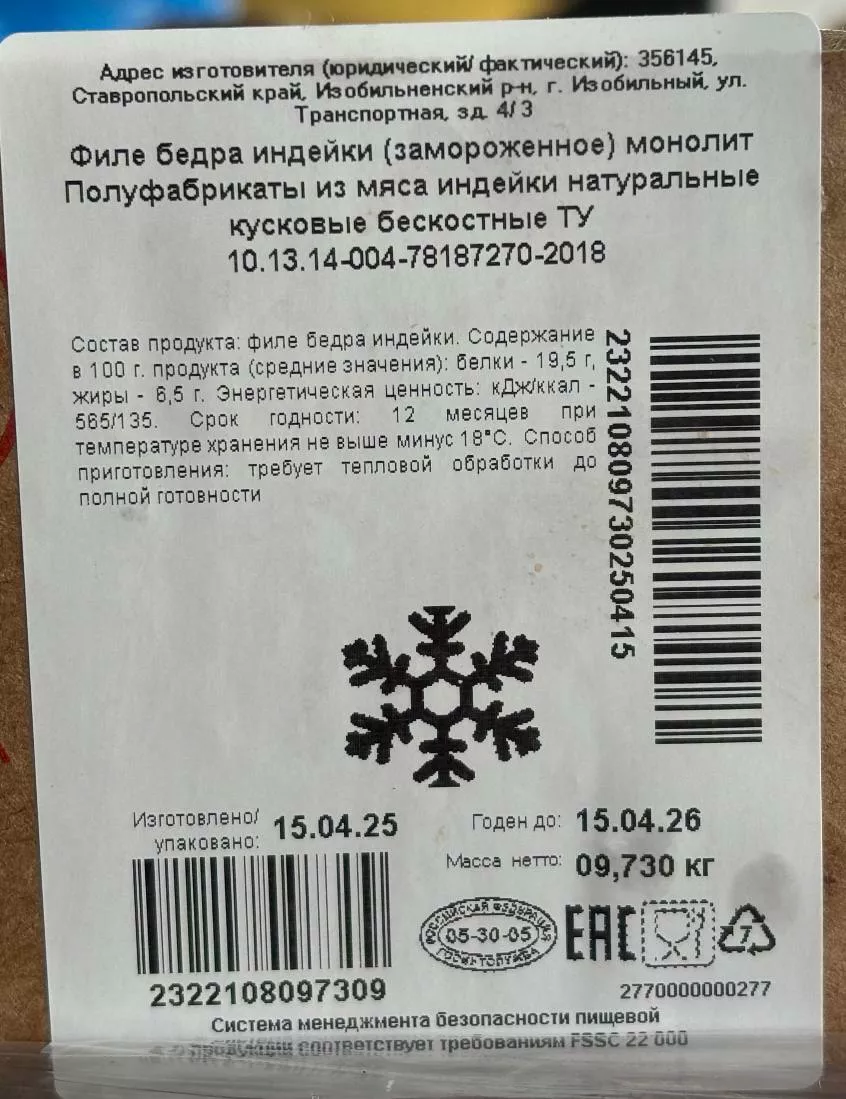 Адрес изготовителя (юридический/ фактический): 356145,
Ставропольский край, Изобильненский р-н, г. Изобильный, ул.
Транспортная, зд. 4/ 3
Филе бедра индейки (замороженное) монолит
Полуфабрикаты из мяса индейки натуральные
кусковые бескостные ТУ
10.13.14-004-78187270-2018
Состав продукта: филе бедра индейки. Содержание
в 100 г. продукта (средние значения): белки - 19,5 г,
жиры - 6,5 г. Энергетическая ценность: кДж/ккал -
565/135. Срок годности: 12 месяцев при
температуре хранения не выше минус 18°С. Способ
приготовления: требует тепловой обработки до
полной готовности
232210809730250415
Изготовлено/
упаковано: 15.04.25
Годен до: 15.04.26
Масса нетто: 09,730 кг
РОССИЙСКАЯ ФЕДЕРАЦИЯ
05-30-05
EAC
7
2322108097309
2770000000277
Система менеджмента безопасности пищевой
продукции соответствует требованиям FSSC 22 000